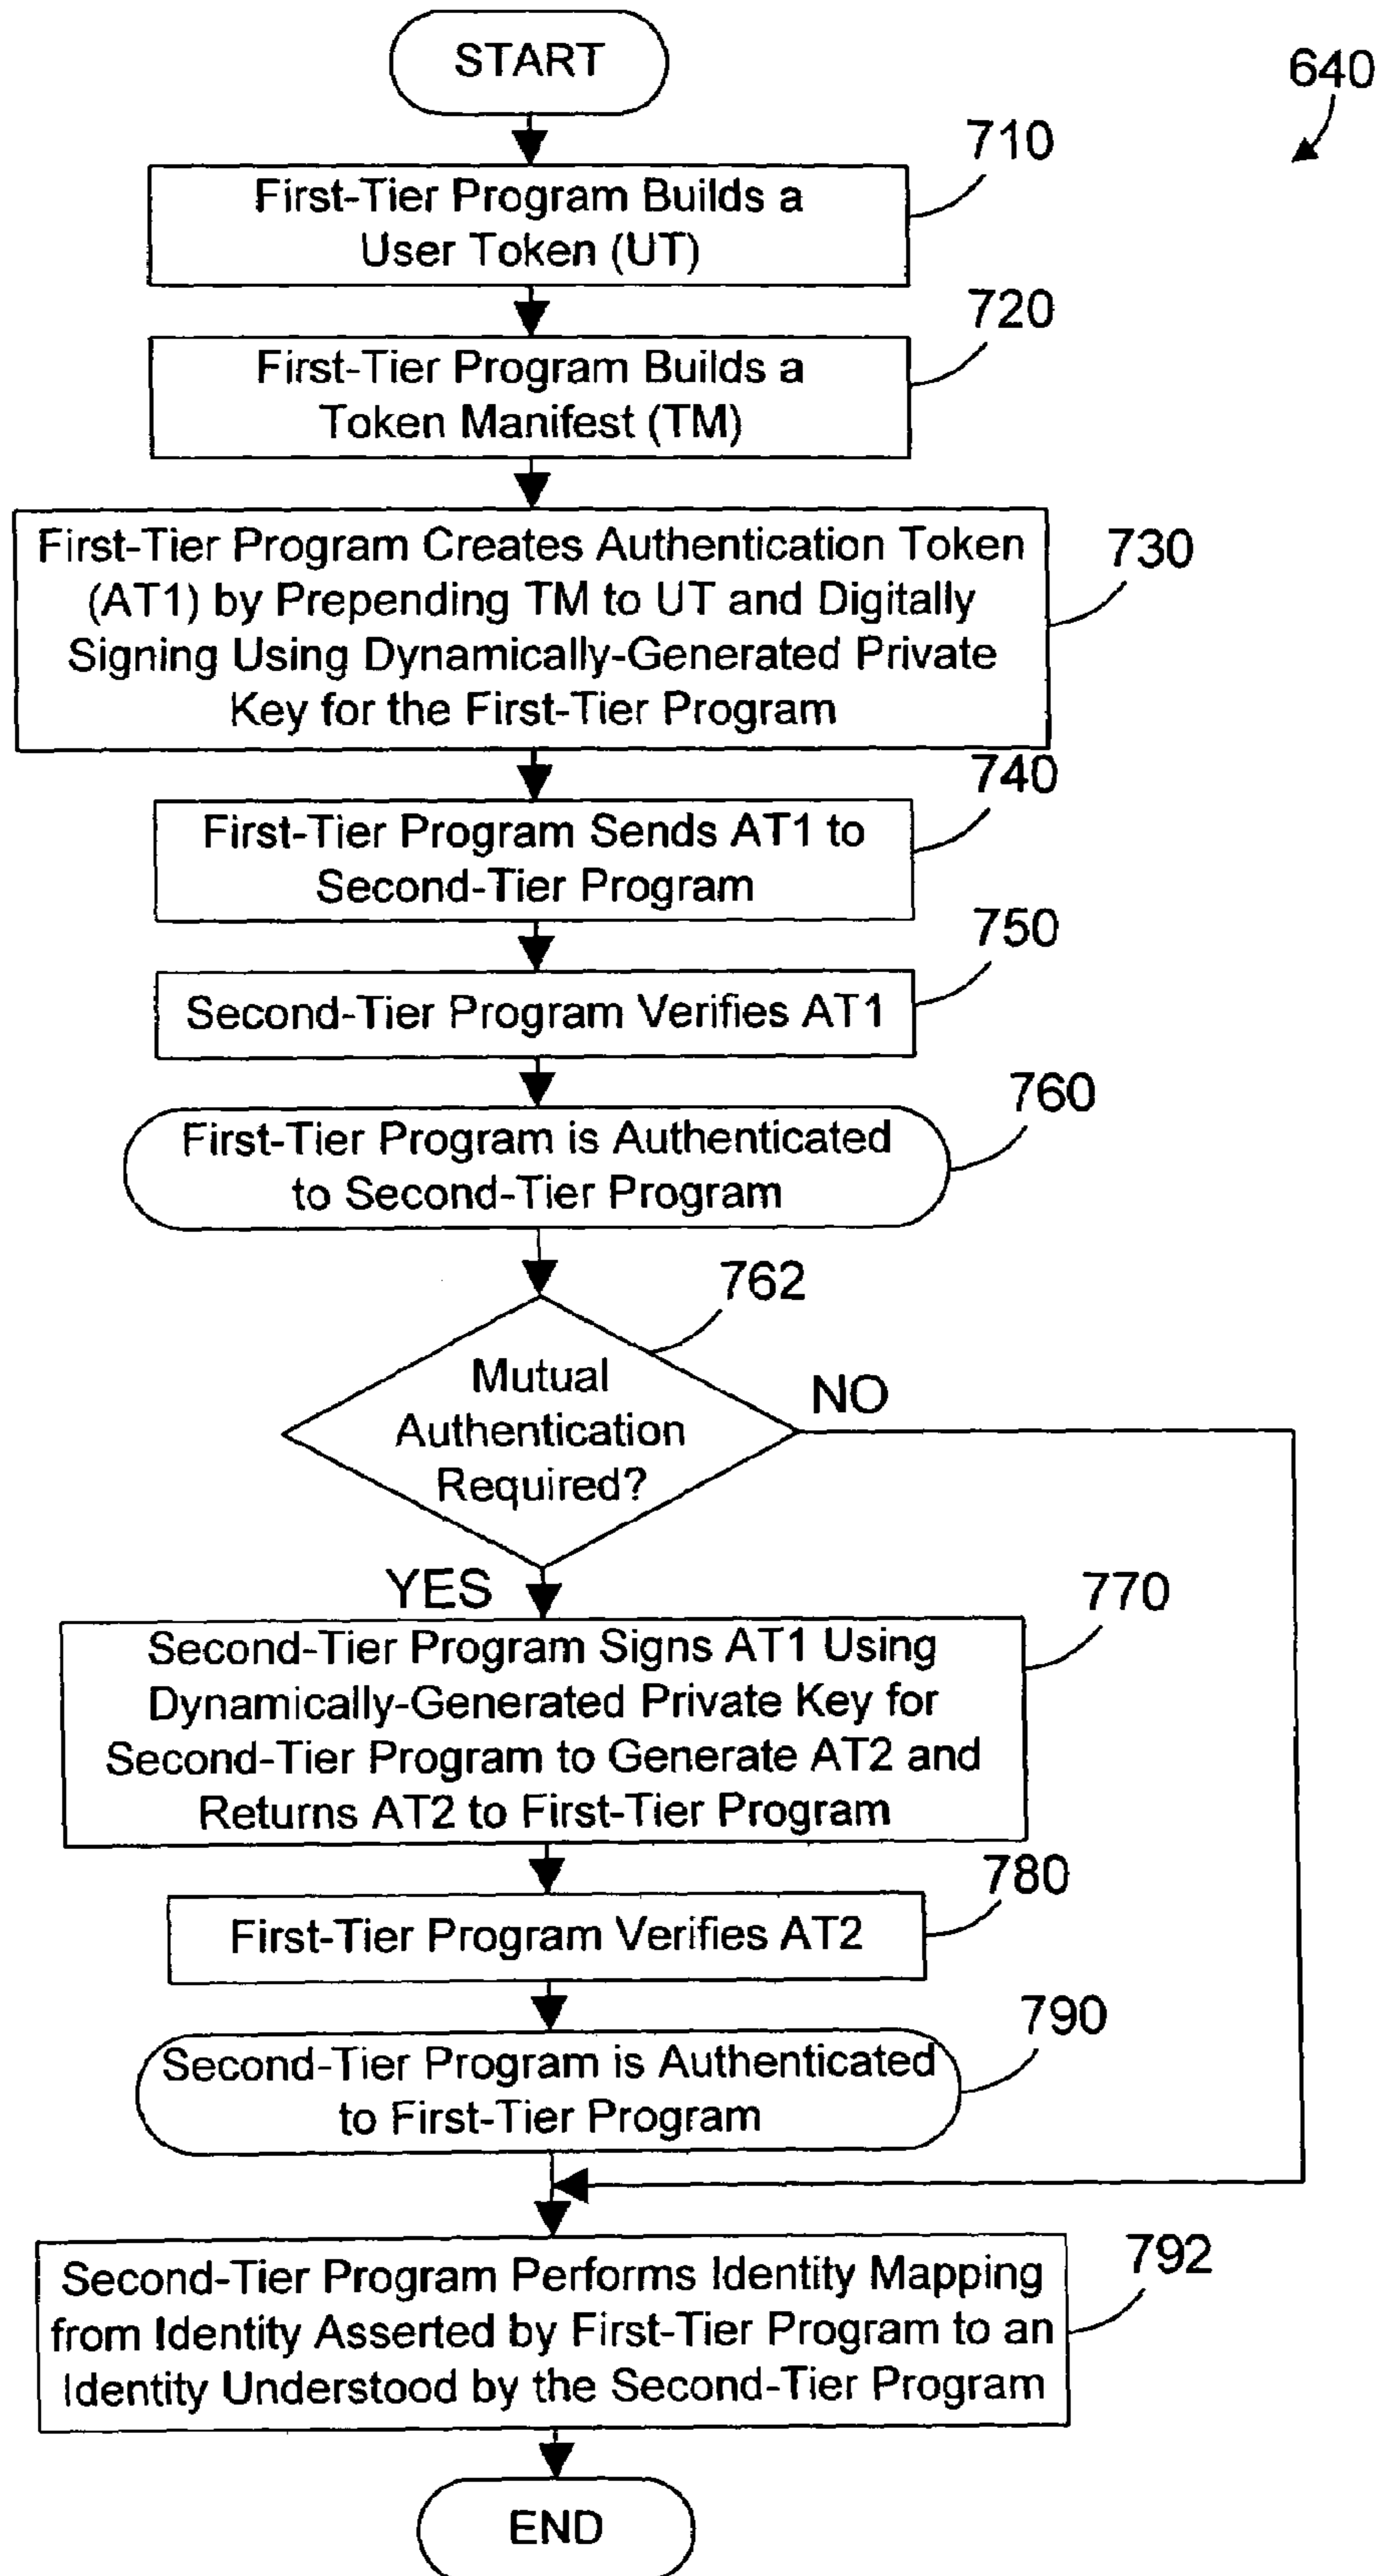 START
640
710
First-Tier Program Builds a
User Token (UT)
720
First-Tier Program Builds a
Token Manifest (TM)
730
First-Tier Program Creates Authentication Token
(AT1) by Prepending TM to UT and Digitally
Signing Using Dynamically-Generated Private
Key for the First-Tier Program
740
First-Tier Program Sends AT1 to
Second-Tier Program
750
Second-Tier Program Verifies AT1
760
First-Tier Program is Authenticated
to Second-Tier Program
762
Mutual
Authentication
Required?
NO
YES
770
Second-Tier Program Signs AT1 Using
Dynamically-Generated Private Key for
Second-Tier Program to Generate AT2 and
Returns AT2 to First-Tier Program
780
First-Tier Program Verifies AT2
790
Second-Tier Program is Authenticated
to First-Tier Program
792
Second-Tier Program Performs Identity Mapping
from Identity Asserted by First-Tier Program to an
Identity Understood by the Second-Tier Program
END